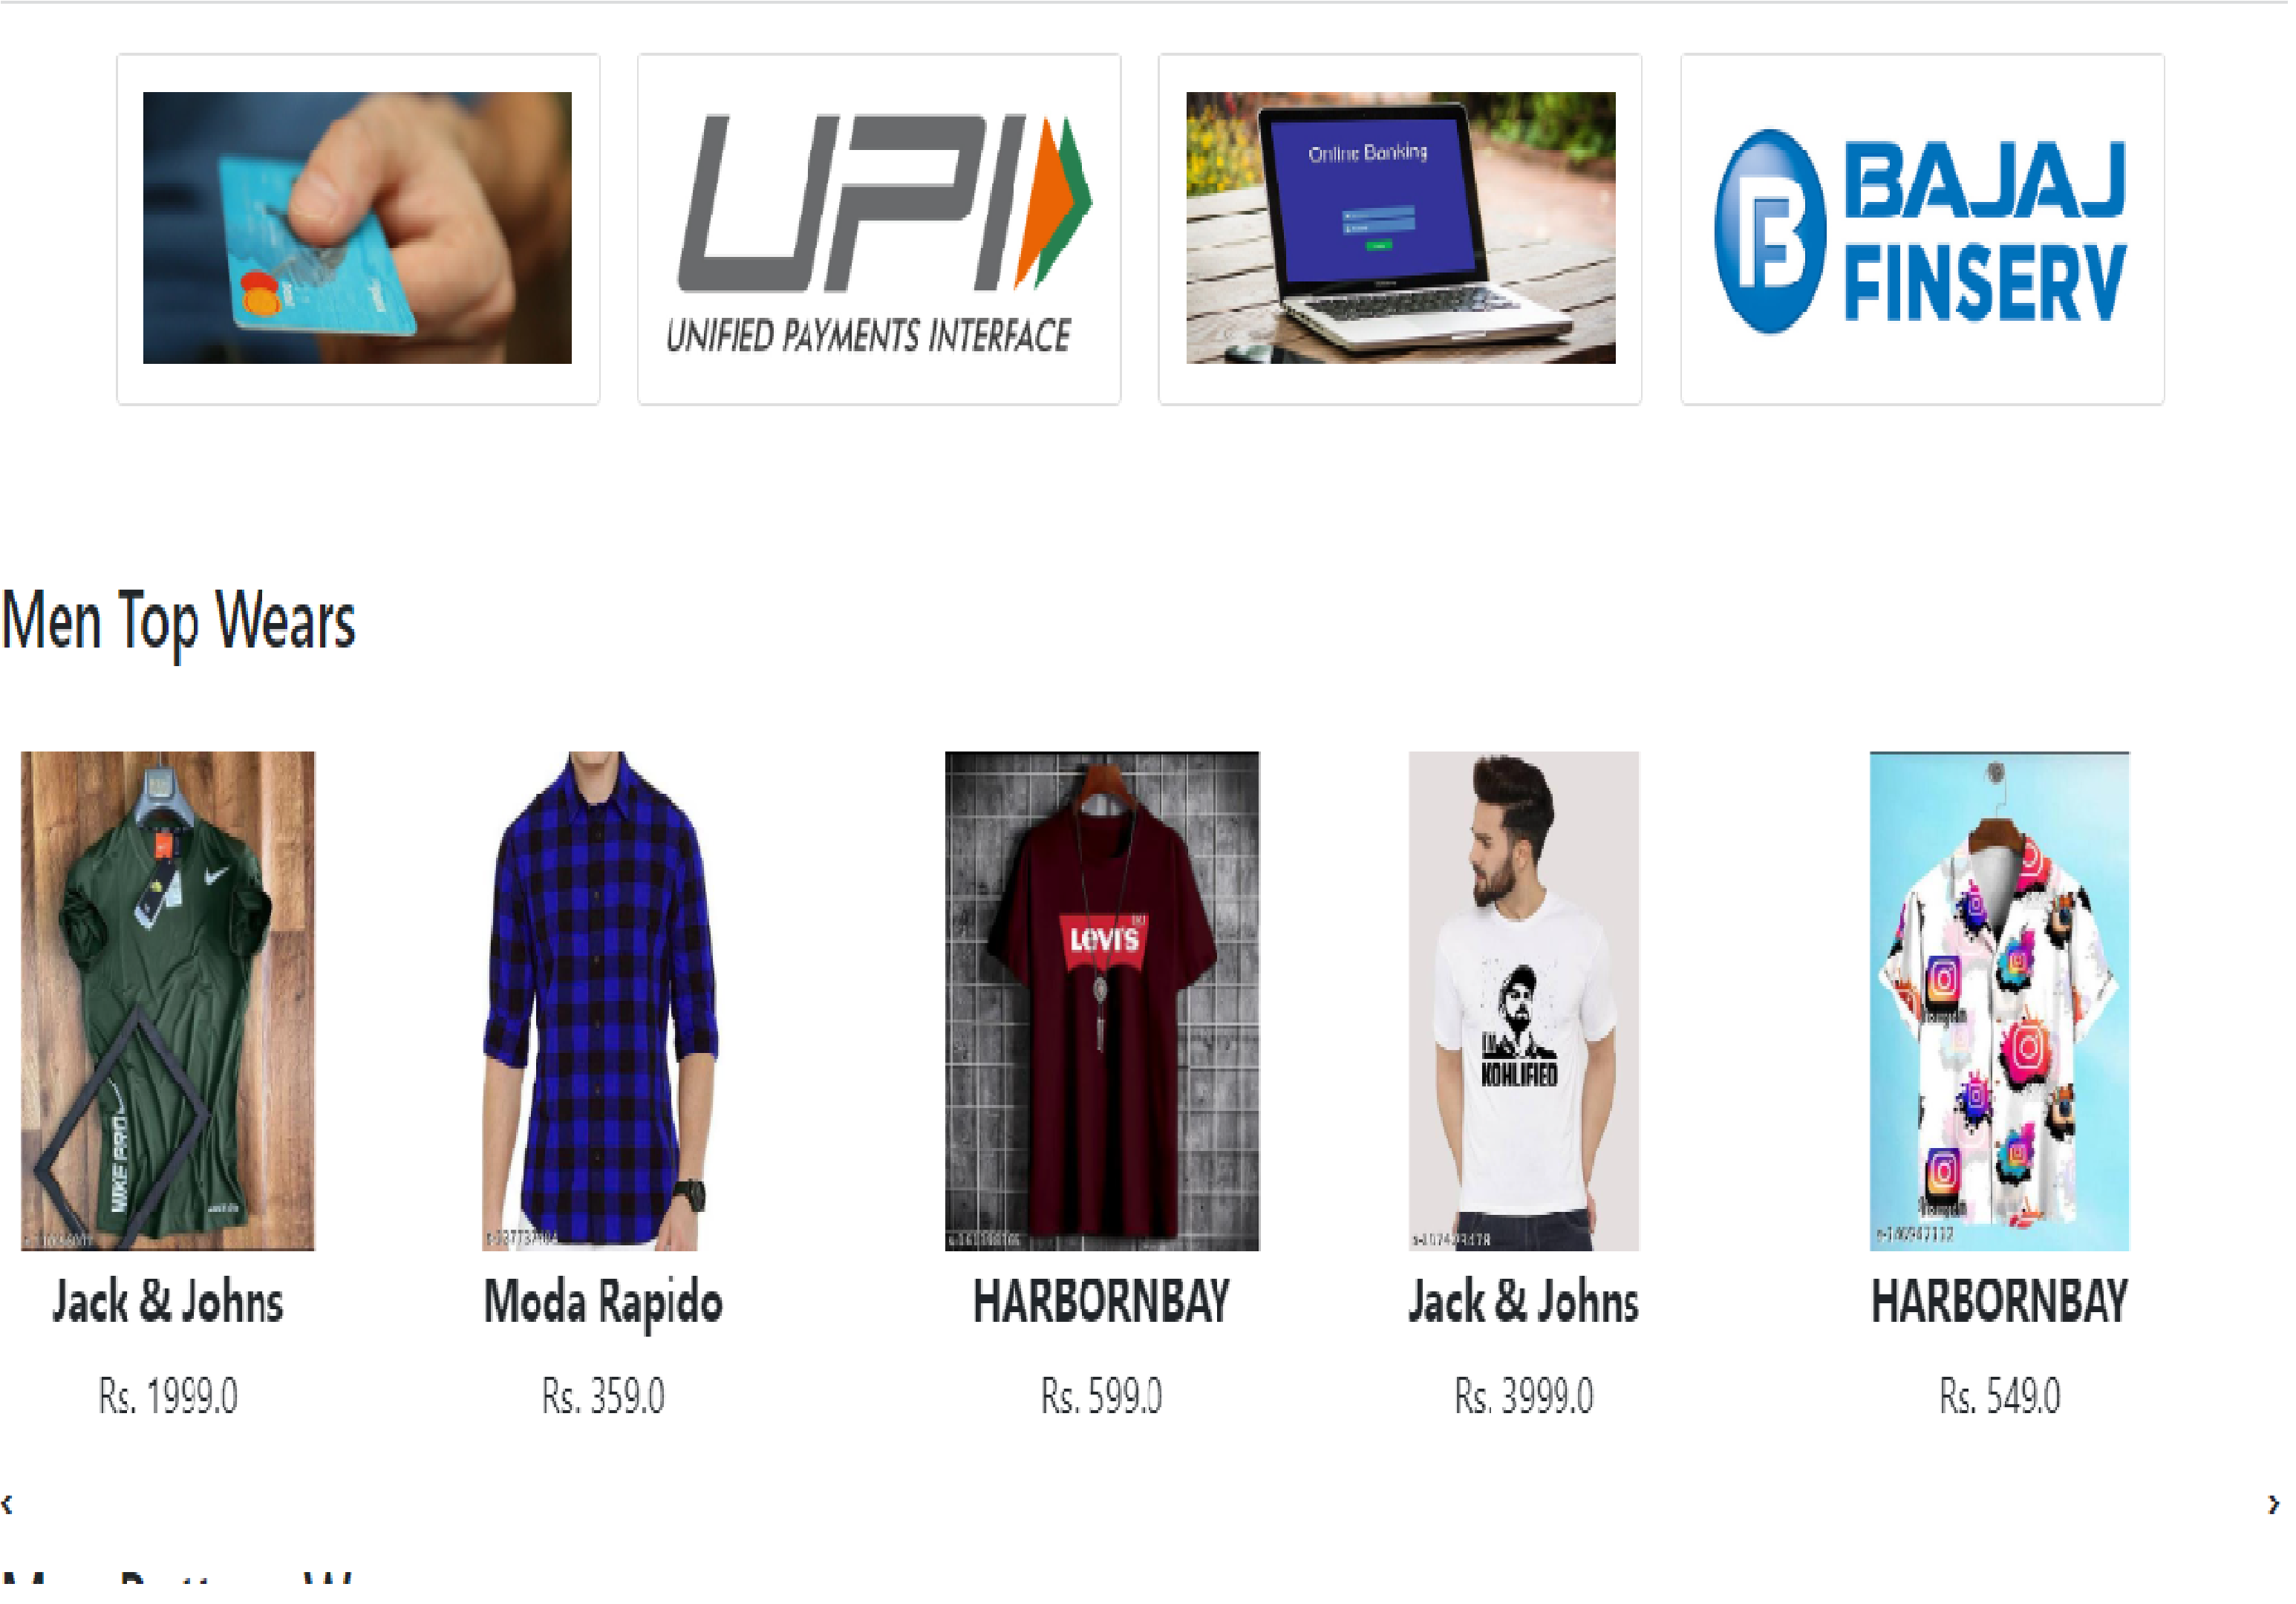 UPI
UNIFIED PAYMENTS INTERFACE
Online Banking
BAJAJ
FINSERV
Men Top Wears
LEVI'S
I'M
KOHLIFIED
NIKE PRO
Jack & Johns
Moda Rapido
HARBORNBAY
Jack & Johns
HARBORNBAY
Rs. 1999.0
Rs. 359.0
Rs. 599.0
Rs. 3999.0
Rs. 549.0
‹
›